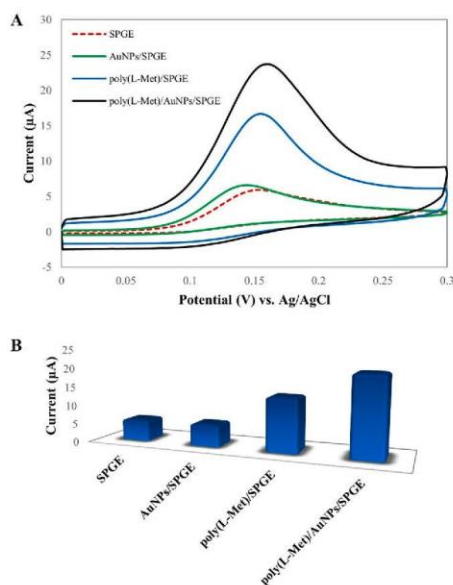 A
30
25
20
15
10
5
0
-5
Current (µA)
SPGE
AuNPs/SPGE
poly(L-Met)/SPGE
poly(L-Met)/AuNPs/SPGE
0
0.05
0.1
0.15
0.2
0.25
0.3
Potential (V) vs. Ag/AgCl
B
25
20
15
10
5
0
Current (µA)
SPGE
AuNPs/SPGE
poly(L-Met)/SPGE
poly(L-Met)/AuNPs/SPGE